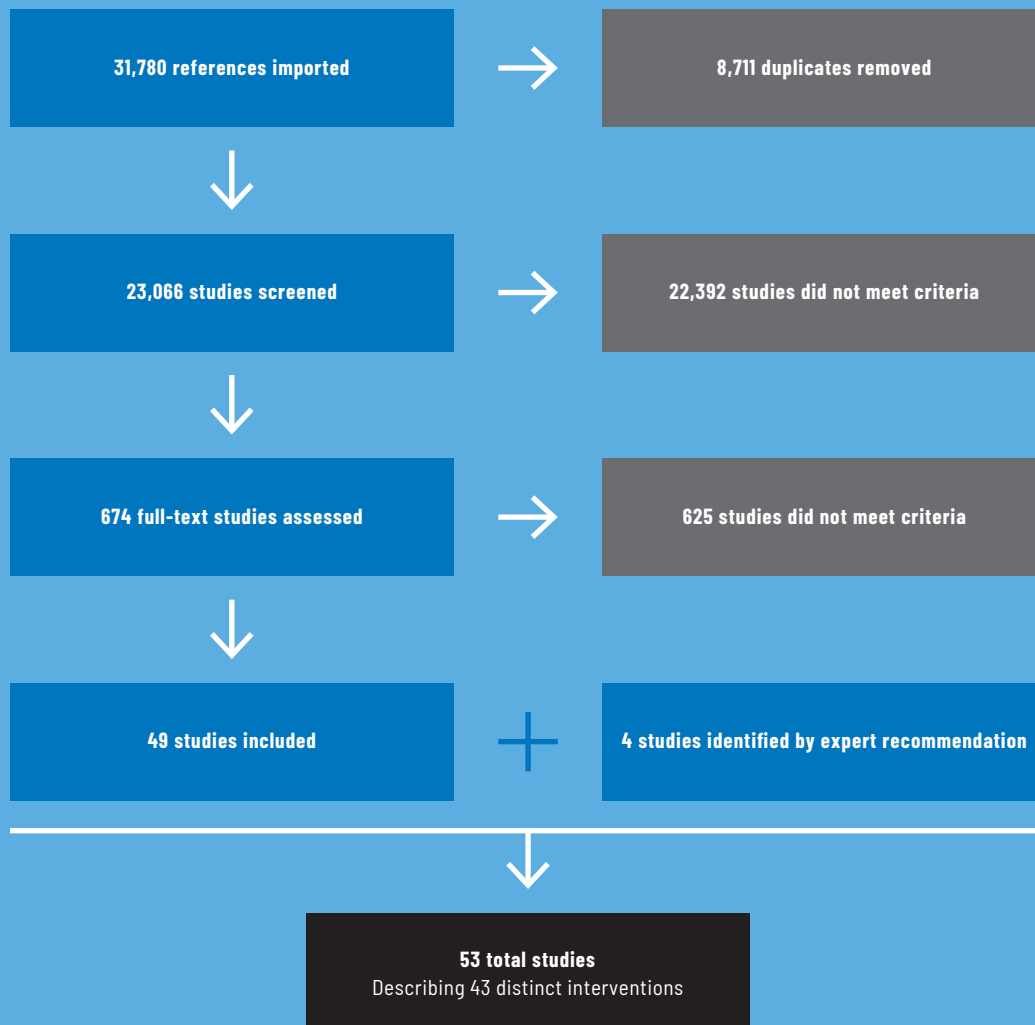 31,780 references imported
8,711 duplicates removed
23,066 studies screened
22,392 studies did not meet criteria
674 full-text studies assessed
625 studies did not meet criteria
49 studies included
4 studies identified by expert recommendation
53 total studies
Describing 43 distinct interventions